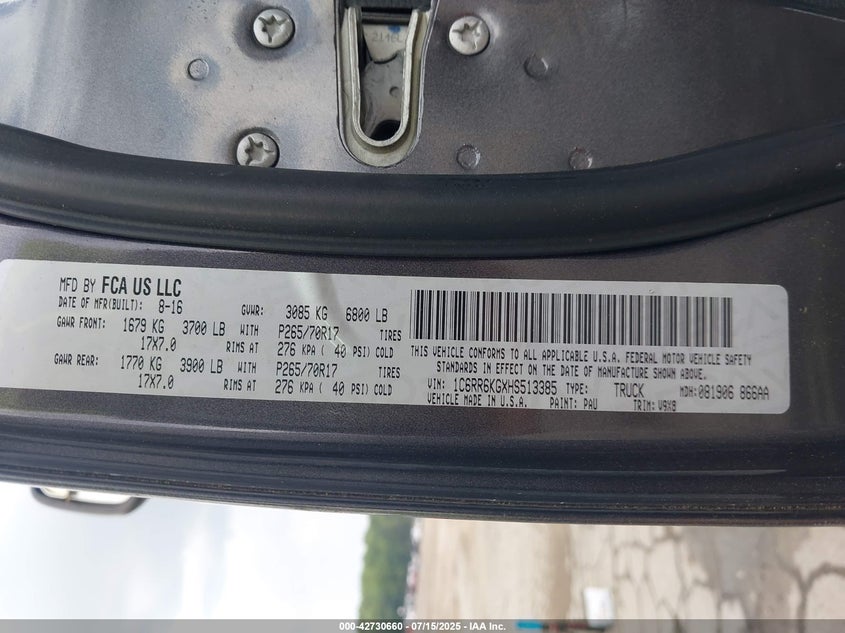 2146L
MFD BY FCA US LLC
DATE OF MFR(BUILT): 8-16 GVWR: 3085 KG 6800 LB
GAWR FRONT: 1679 KG 3700 LB WITH P265/70R17 TIRES
17X7.0 RIMS AT 276 KPA ( 40 PSI) COLD
GAWR REAR: 1770 KG 3900 LB WITH P265/70R17 TIRES
17X7.0 RIMS AT 276 KPA ( 40 PSI) COLD
THIS VEHICLE CONFORMS TO ALL APPLICABLE U.S.A. FEDERAL MOTOR VEHICLE SAFETY
STANDARDS IN EFFECT ON THE DATE OF MANUFACTURE SHOWN ABOVE.
VIN: 1C6RR6KGXHS513385 TYPE: TRUCK MDH: 081906 866AA
VEHICLE MADE IN U.S.A. PAINT: PAU TRIM: V9X8
000-42730660 - 07/15/2025 - IAA Inc.